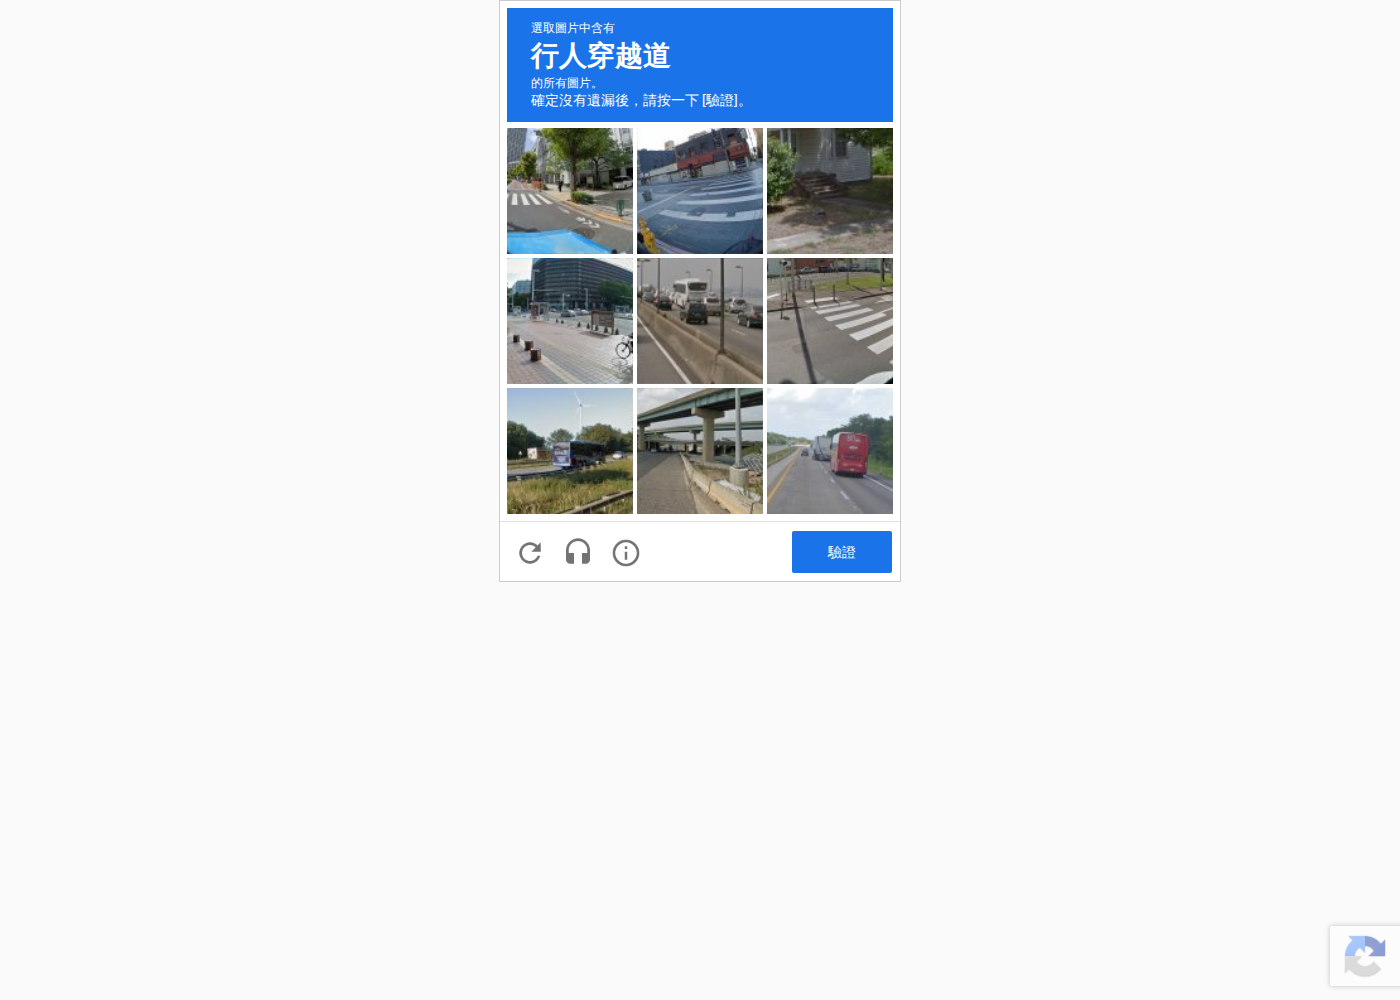 選取圖片中含有
行人穿越道
的所有圖片。
確定沒有遺漏後，請按一下 [驗證]。
驗證